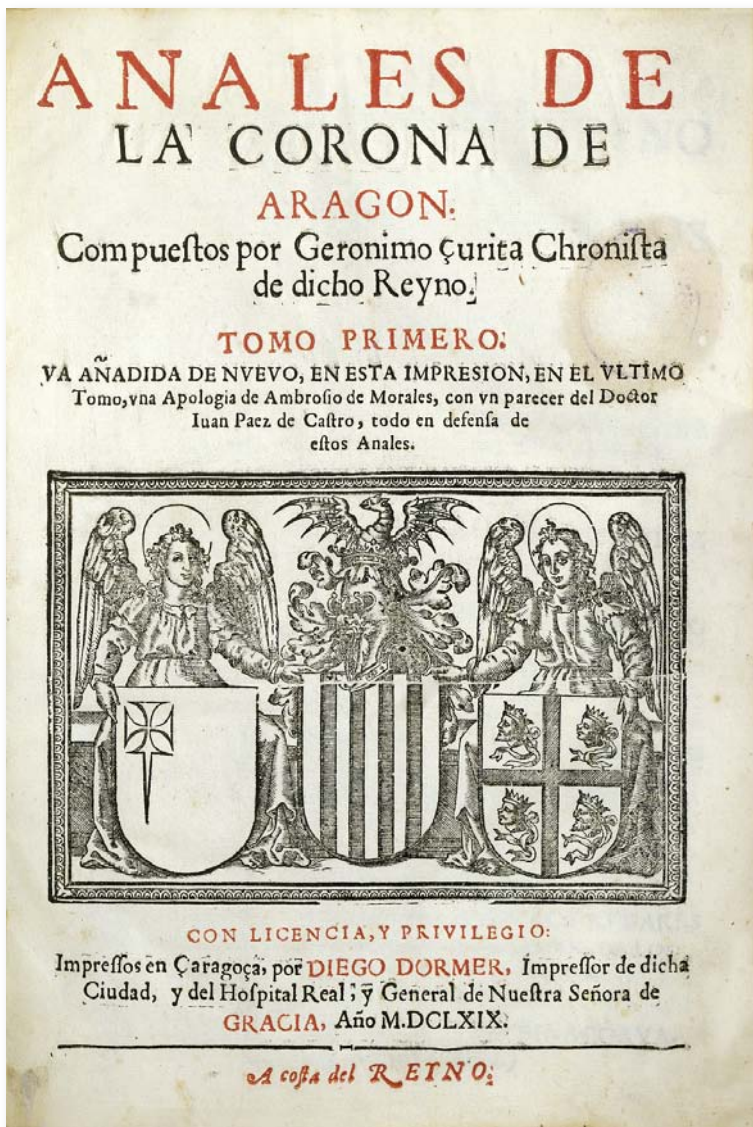 ANALES DE
LA CORONA DE
ARAGON.
Compueſtos por Geronimo Çurita Chroniſta
de dicho Reyno.
TOMO PRIMERO.
VA AÑADIDA DE NVEVO, EN ESTA IMPRESION, EN EL VLTIMO
Tomo, vna Apologia de Ambroſio de Morales, con vn parecer del Doctor
Iuan Paez de Caſtro, todo en defenſa de
eſtos Anales.
CON LICENCIA, Y PRIVILEGIO:
Impreſſos en Çaragoça, por DIEGO DORMER, Impreſſor de dicha
Ciudad, y del Hoſpital Real, y General de Nueſtra Señora de
GRACIA, Año M.DCLXIX.
A coſta del REYNO.